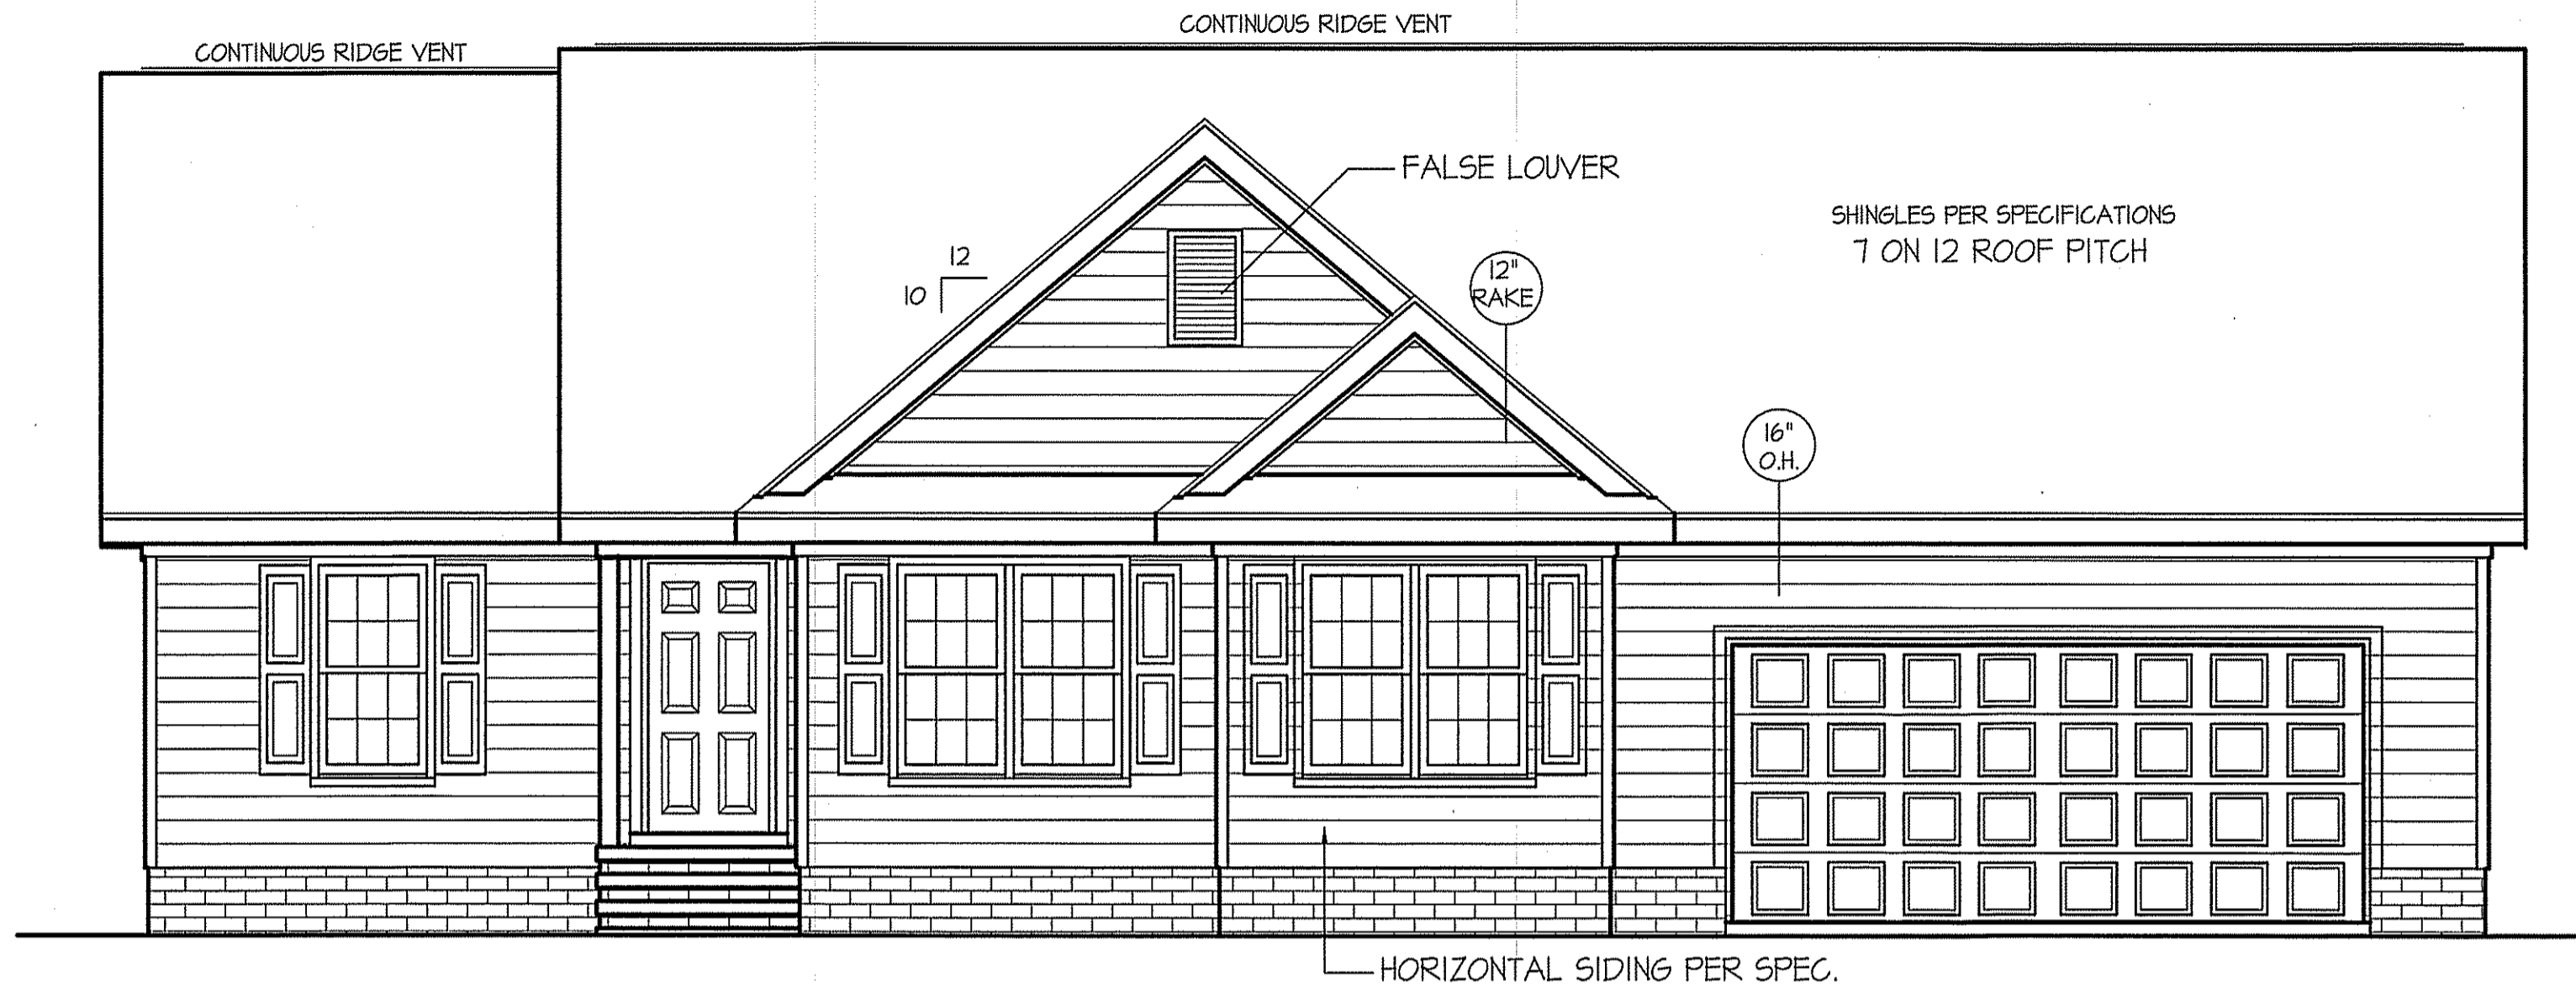 CONTINUOUS RIDGE VENT
CONTINUOUS RIDGE VENT
FALSE LOUVER
SHINGLES PER SPECIFICATIONS
7 ON 12 ROOF PITCH
12
10
12"
RAKE
16"
O.H.
HORIZONTAL SIDING PER SPEC.